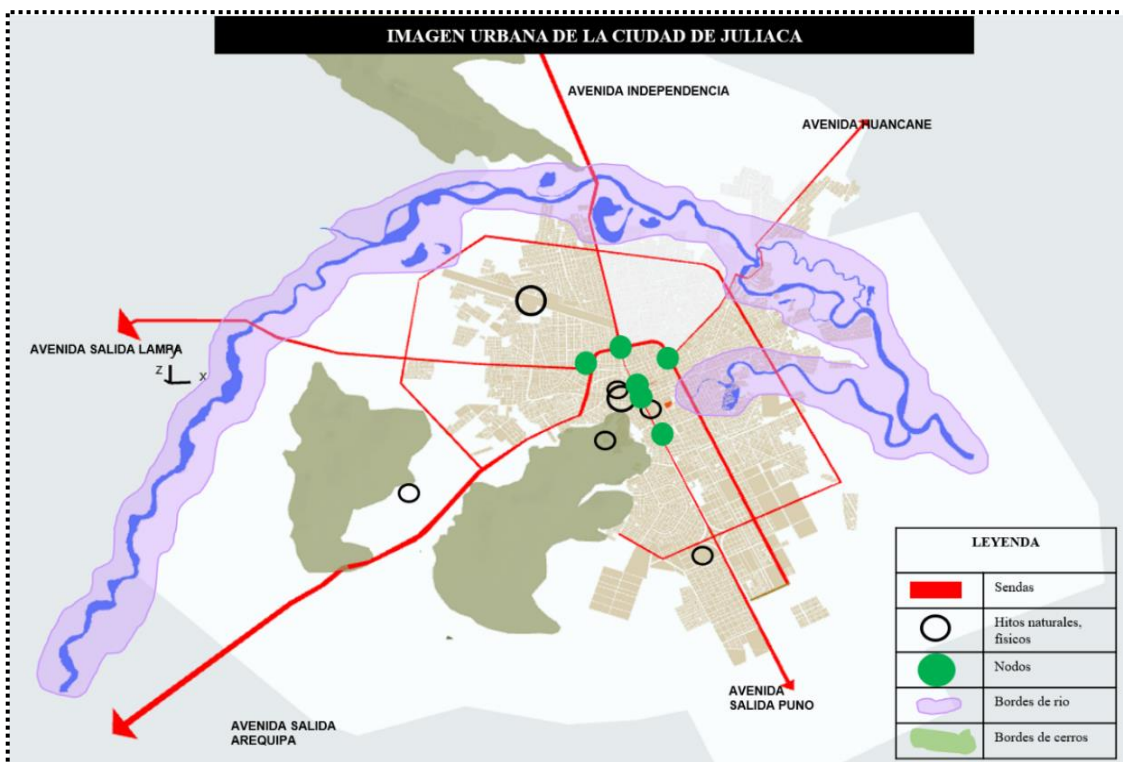 IMAGEN URBANA DE LA CIUDAD DE JULIACA
AVENIDA INDEPENDENCIA
AVENIDA HUANCANE
AVENIDA SALIDA LAMPA
y
Z
x
AVENIDA SALIDA
AREQUIPA
AVENIDA
SALIDA PUNO
LEYENDA
Sendas
Hitos naturales,
físicos
Nodos
Bordes de rio
Bordes de cerros